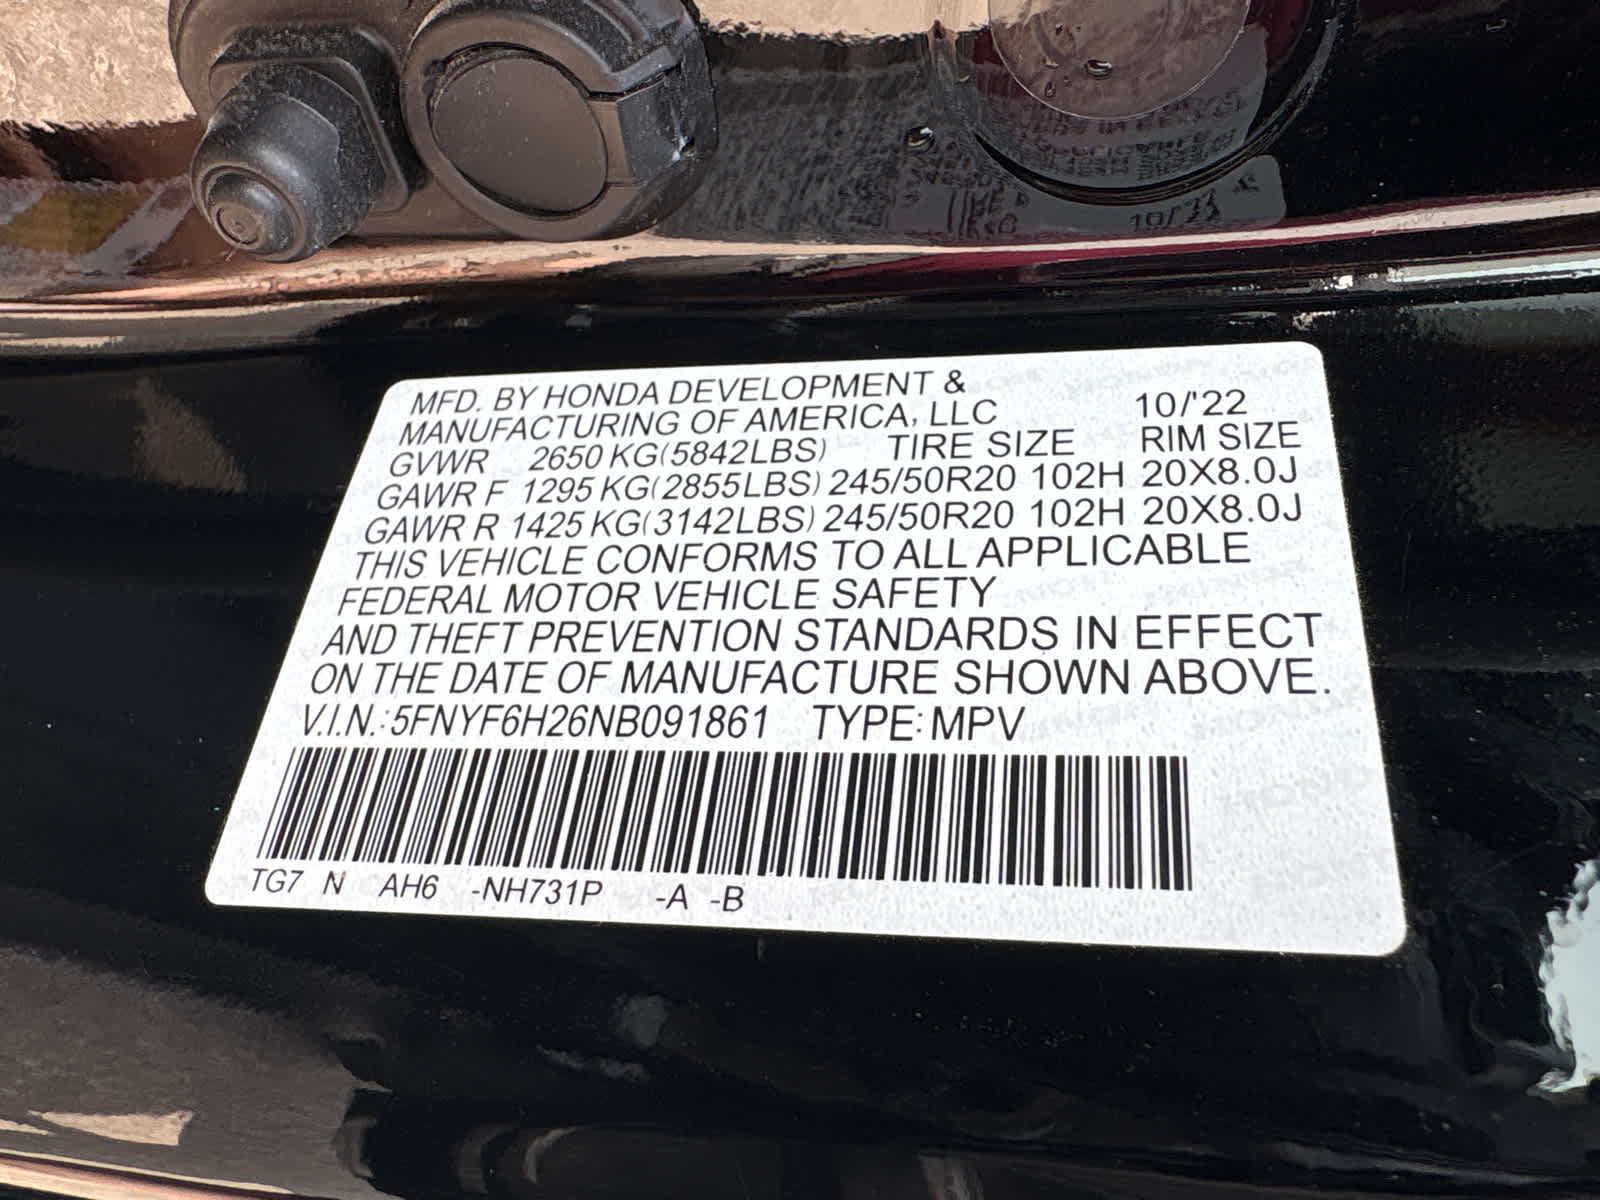 MFD. BY HONDA DEVELOPMENT &
MANUFACTURING OF AMERICA, LLC 10/'22
GVWR 2650 KG(5842LBS) TIRE SIZE RIM SIZE
GAWR F 1295 KG(2855LBS) 245/50R20 102H 20X8.0J
GAWR R 1425 KG(3142LBS) 245/50R20 102H 20X8.0J
THIS VEHICLE CONFORMS TO ALL APPLICABLE
FEDERAL MOTOR VEHICLE SAFETY
AND THEFT PREVENTION STANDARDS IN EFFECT
ON THE DATE OF MANUFACTURE SHOWN ABOVE.
V.I.N.: 5FNYF6H26NB091861 TYPE: MPV
TG7 N AH6 -NH731P -A -B